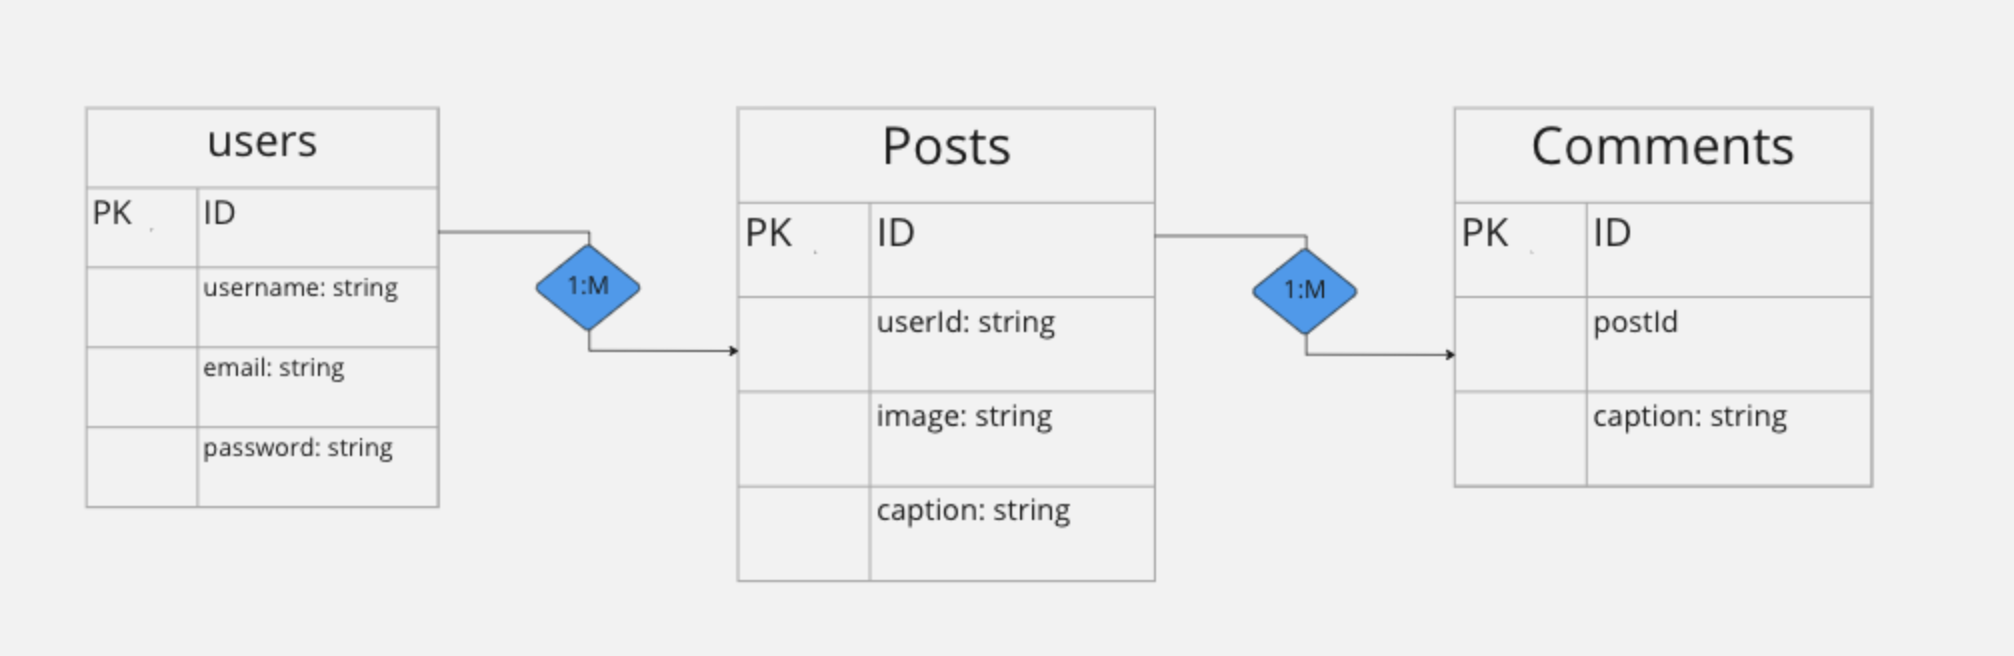 users
PK ID
username: string
email: string
password: string
1:M
Posts
PK ID
userId: string
image: string
caption: string
1:M
Comments
PK ID
postId
caption: string